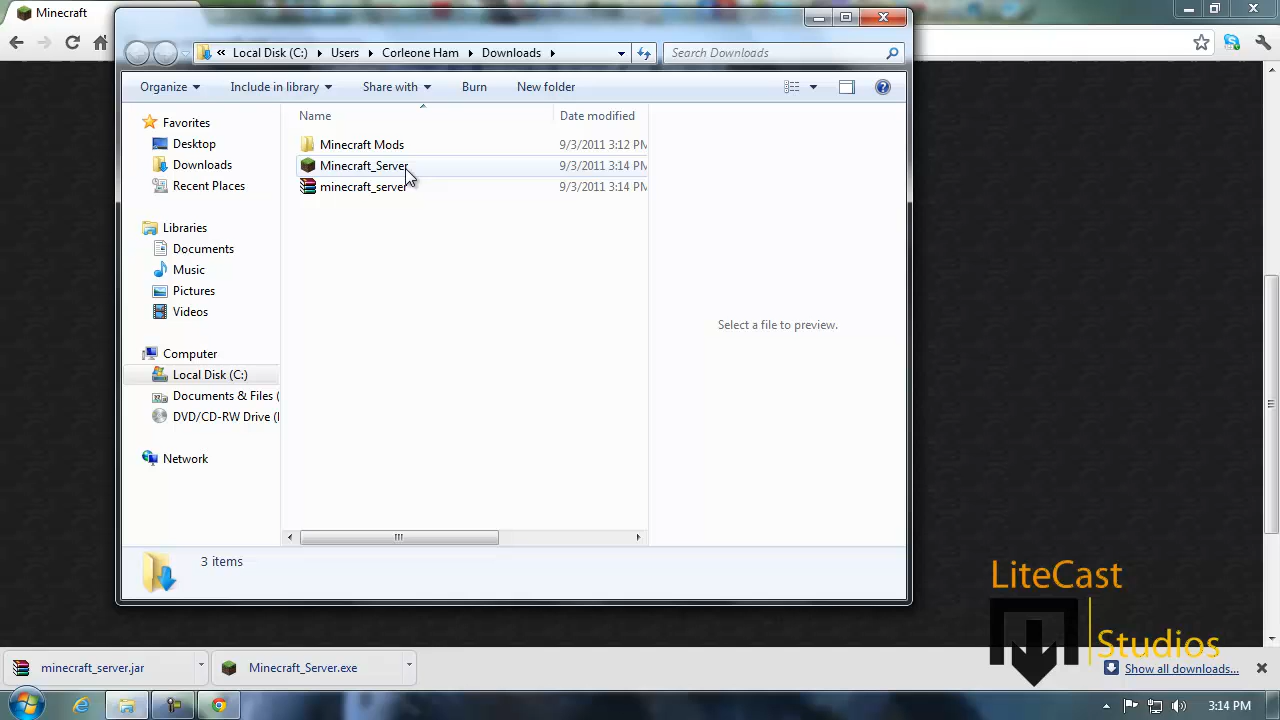 Minecraft
« Local Disk (C:) Users Corleone Ham Downloads
Search Downloads
Organize Include in library Share with Burn New folder
Name Date modified
Favorites
Desktop
Downloads
Recent Places
Libraries
Documents
Music
Pictures
Videos
Computer
Local Disk (C:)
Documents & Files (
DVD/CD-RW Drive (
Network
Minecraft Mods 9/3/2011 3:12 PM
Minecraft_Server 9/3/2011 3:14 PM
minecraft_server 9/3/2011 3:14 PM
Select a file to preview.
3 items
LiteCast
Studios
minecraft_server.jar
Minecraft_Server.exe
Show all downloads...
3:14 PM